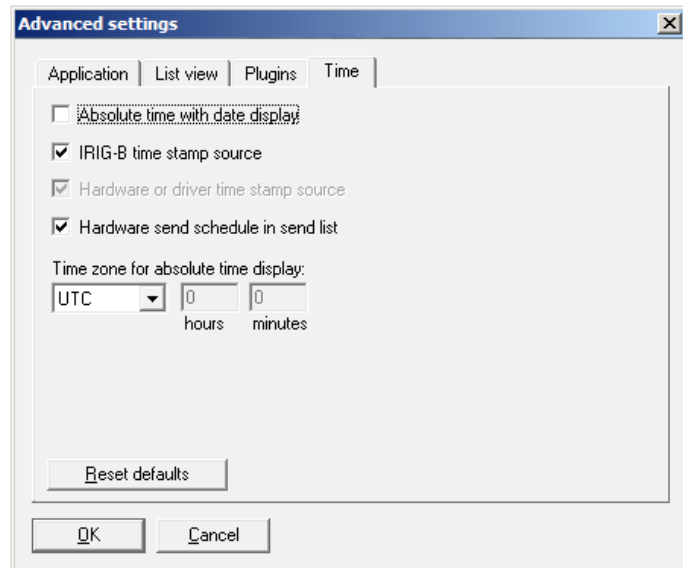 Advanced settings
Application List view Plugins Time
Absolute time with date display
IRIG-B time stamp source
Hardware or driver time stamp source
Hardware send schedule in send list
Time zone for absolute time display:
UTC 0 0
hours minutes
Reset defaults
OK Cancel